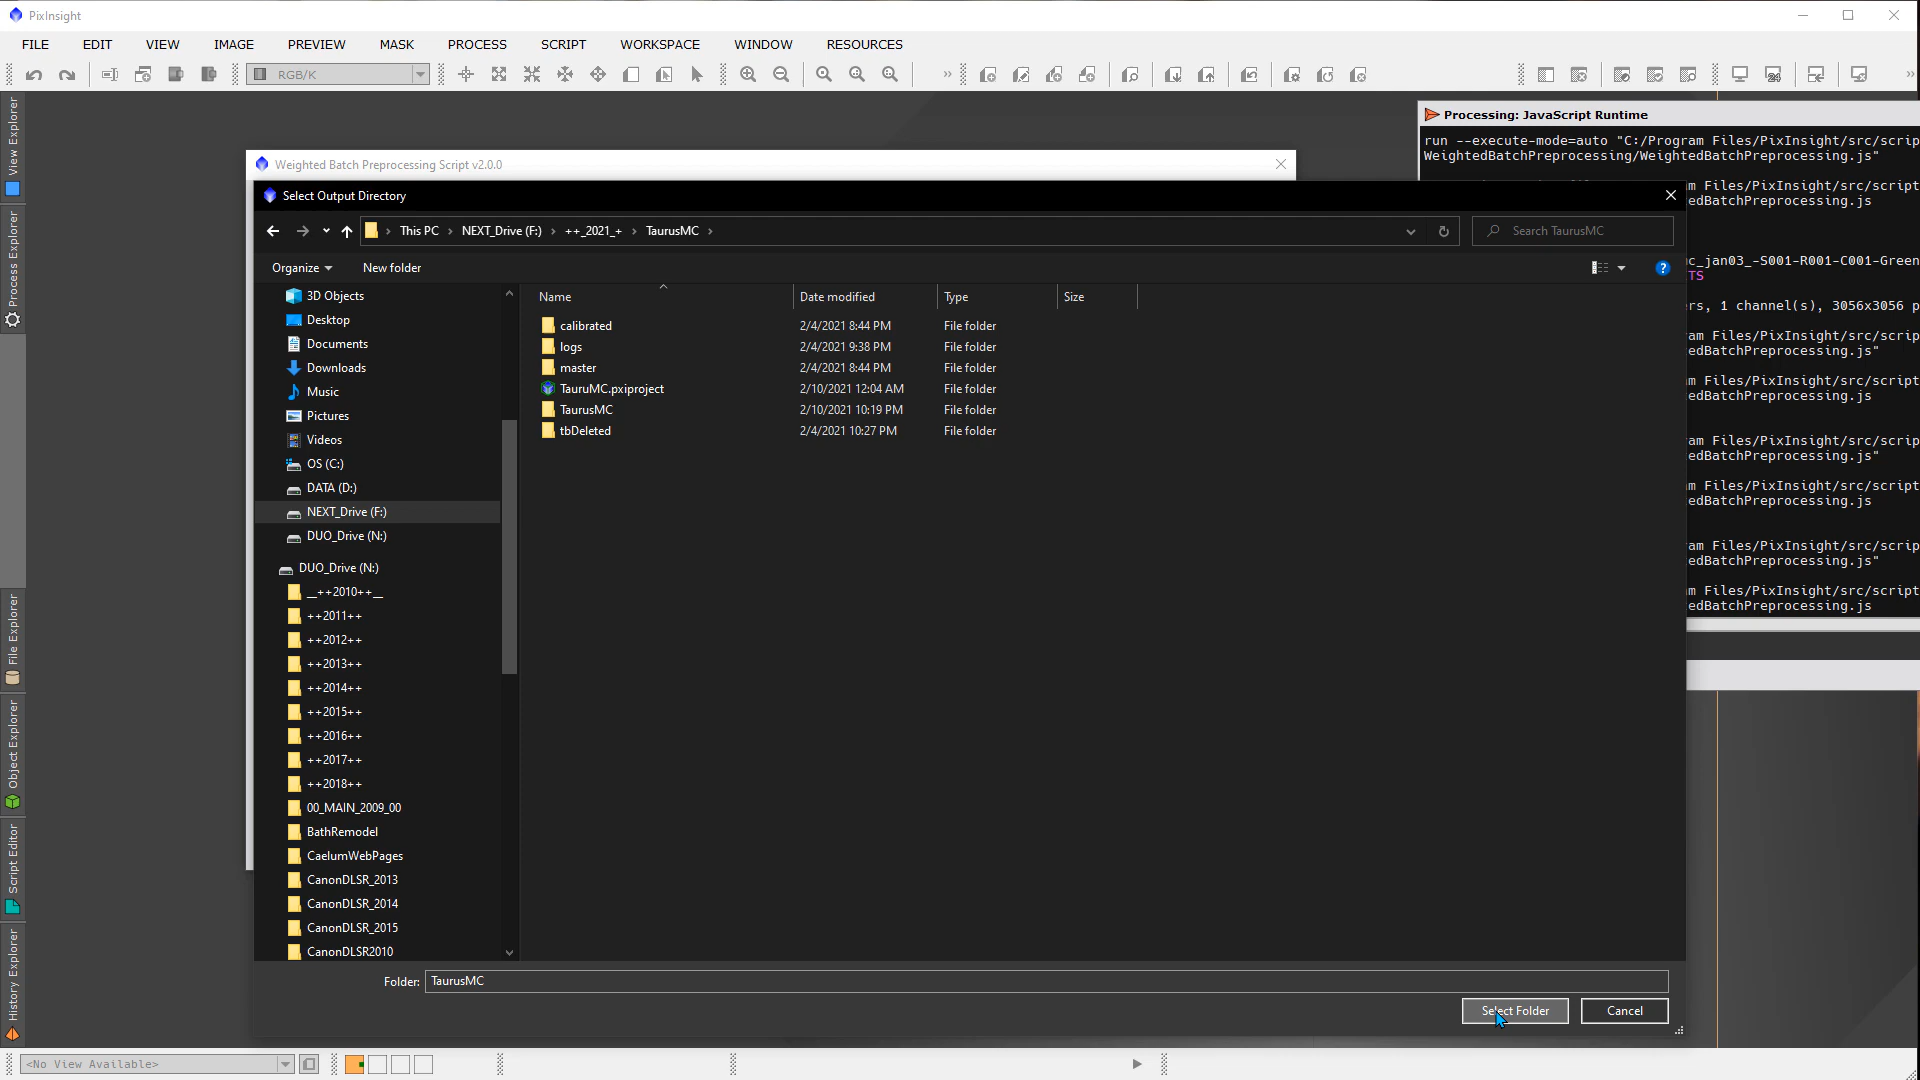 PixInsight
FILE EDIT VIEW IMAGE PREVIEW MASK PROCESS SCRIPT WORKSPACE WINDOW RESOURCES
RGB/K
View Explorer
Process Explorer
File Explorer
Object Explorer
Script Editor
History Explorer
Processing: JavaScript Runtime
run --execute-mode=auto "C:/Program Files/PixInsight/src/scrip
WeightedBatchPreprocessing/WeightedBatchPreprocessing.js"
m Files/PixInsight/src/script
edBatchPreprocessing.js
c_jan03_-S001-R001-C001-Green
TS
rs, 1 channel(s), 3056x3056 p
am Files/PixInsight/src/scrip
edBatchPreprocessing.js"
m Files/PixInsight/src/script
edBatchPreprocessing.js
am Files/PixInsight/src/scrip
edBatchPreprocessing.js"
m Files/PixInsight/src/script
edBatchPreprocessing.js
am Files/PixInsight/src/scrip
edBatchPreprocessing.js"
m Files/PixInsight/src/script
edBatchPreprocessing.js
Weighted Batch Preprocessing Script v2.0.0
Select Output Directory
This PC > NEXT_Drive (F:) > ++_2021_+ > TaurusMC >
Search TaurusMC
Organize New folder
?
3D Objects
Desktop
Documents
Downloads
Music
Pictures
Videos
OS (C:)
DATA (D:)
NEXT_Drive (F:)
DUO_Drive (N:)
DUO_Drive (N:)
__++2010++__
++2011++
++2012++
++2013++
++2014++
++2015++
++2016++
++2017++
++2018++
00_MAIN_2009_00
BathRemodel
CaelumWebPages
CanonDLSR_2013
CanonDLSR_2014
CanonDLSR_2015
CanonDLSR2010
Name Date modified Type Size
calibrated 2/4/2021 8:44 PM File folder
logs 2/4/2021 9:38 PM File folder
master 2/4/2021 8:44 PM File folder
TauruMC.pxiproject 2/10/2021 12:04 AM File folder
TaurusMC 2/10/2021 10:19 PM File folder
tbDeleted 2/4/2021 10:27 PM File folder
Folder: TaurusMC
Select Folder Cancel
<No View Available>